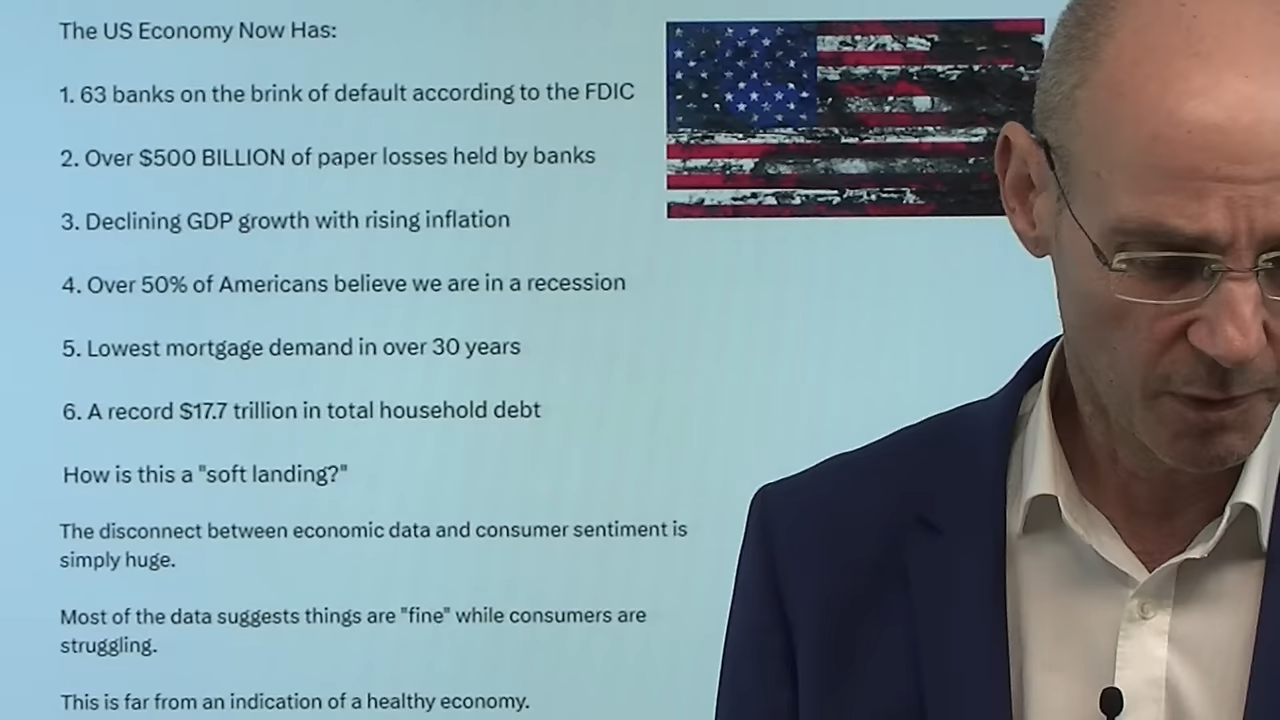 The US Economy Now Has:
1. 63 banks on the brink of default according to the FDIC
2. Over $500 BILLION of paper losses held by banks
3. Declining GDP growth with rising inflation
4. Over 50% of Americans believe we are in a recession
5. Lowest mortgage demand in over 30 years
6. A record $17.7 trillion in total household debt
How is this a "soft landing?"
The disconnect between economic data and consumer sentiment is
simply huge.
Most of the data suggests things are "fine" while consumers are
struggling.
This is far from an indication of a healthy economy.